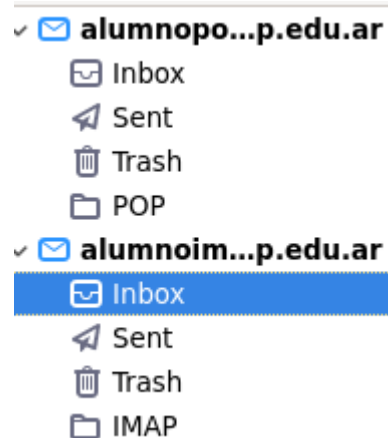 alumnopo...p.edu.ar
Inbox
Sent
Trash
POP
alumnoim...p.edu.ar
Inbox
Sent
Trash
IMAP